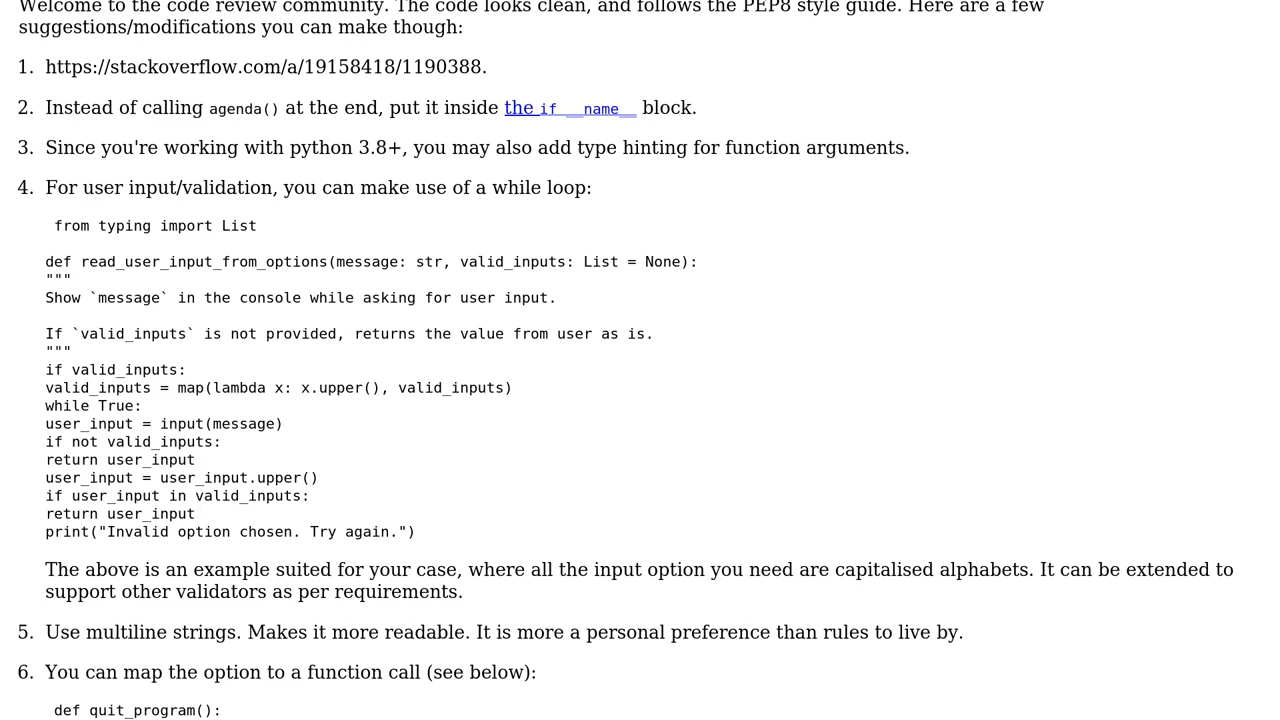 Welcome to the code review community. The code looks clean, and follows the PEP8 style guide. Here are a few
suggestions/modifications you can make though:
1. https://stackoverflow.com/a/19158418/1190388.
2. Instead of calling agenda() at the end, put it inside the if __name__ block.
3. Since you're working with python 3.8+, you may also add type hinting for function arguments.
4. For user input/validation, you can make use of a while loop:
from typing import List
def read_user_input_from_options(message: str, valid_inputs: List = None):
"""
Show `message` in the console while asking for user input.
If `valid_inputs` is not provided, returns the value from user as is.
"""
if valid_inputs:
valid_inputs = map(lambda x: x.upper(), valid_inputs)
while True:
user_input = input(message)
if not valid_inputs:
return user_input
user_input = user_input.upper()
if user_input in valid_inputs:
return user_input
print("Invalid option chosen. Try again.")
The above is an example suited for your case, where all the input option you need are capitalised alphabets. It can be extended to
support other validators as per requirements.
5. Use multiline strings. Makes it more readable. It is more a personal preference than rules to live by.
6. You can map the option to a function call (see below):
def quit_program():